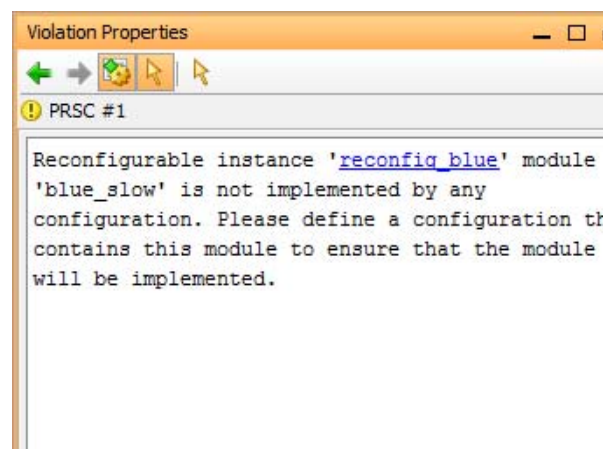 Violation Properties
PRSC #1
Reconfigurable instance 'reconfig_blue' module
'blue_slow' is not implemented by any
configuration. Please define a configuration th
contains this module to ensure that the module
will be implemented.